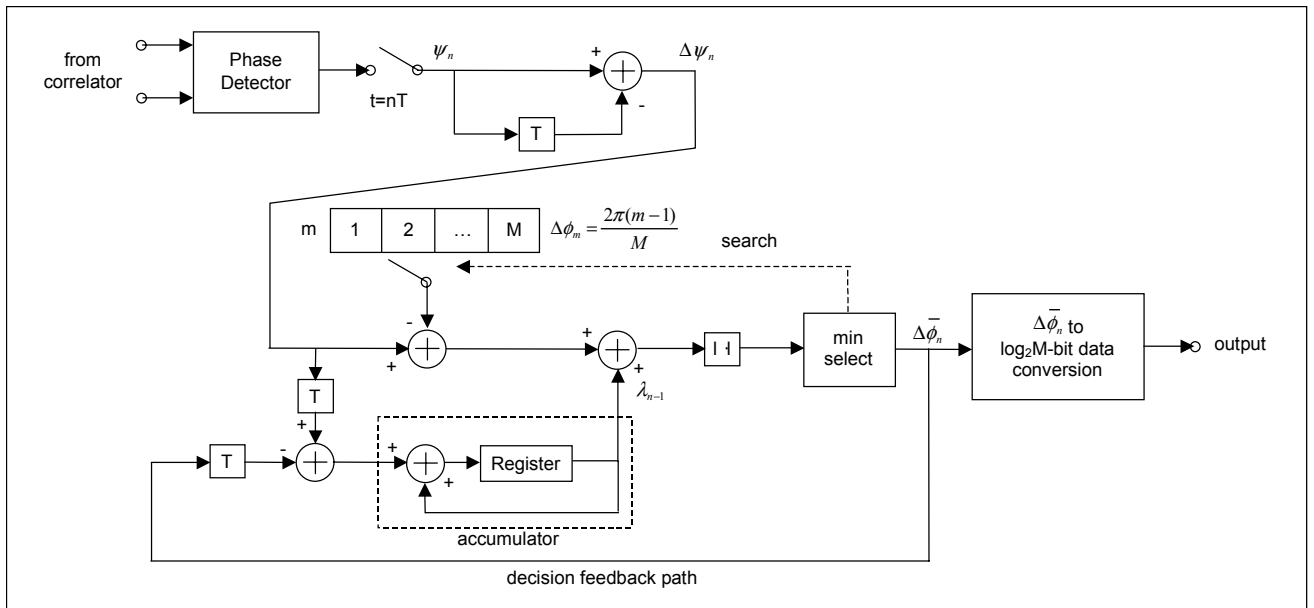 from
correlator
Phase
Detector
t=nT
ψₙ
+
-
Δψₙ
T
m
1
2
...
M
Δϕₘ = 2π(m−1)/M
search
-
+
+
+
λₙ₋₁
| · |
min
select
Δϕ̅ₙ
Δϕ̅ₙ to
log₂M-bit data
conversion
output
T
+
T
-
+
+
Register
accumulator
decision feedback path